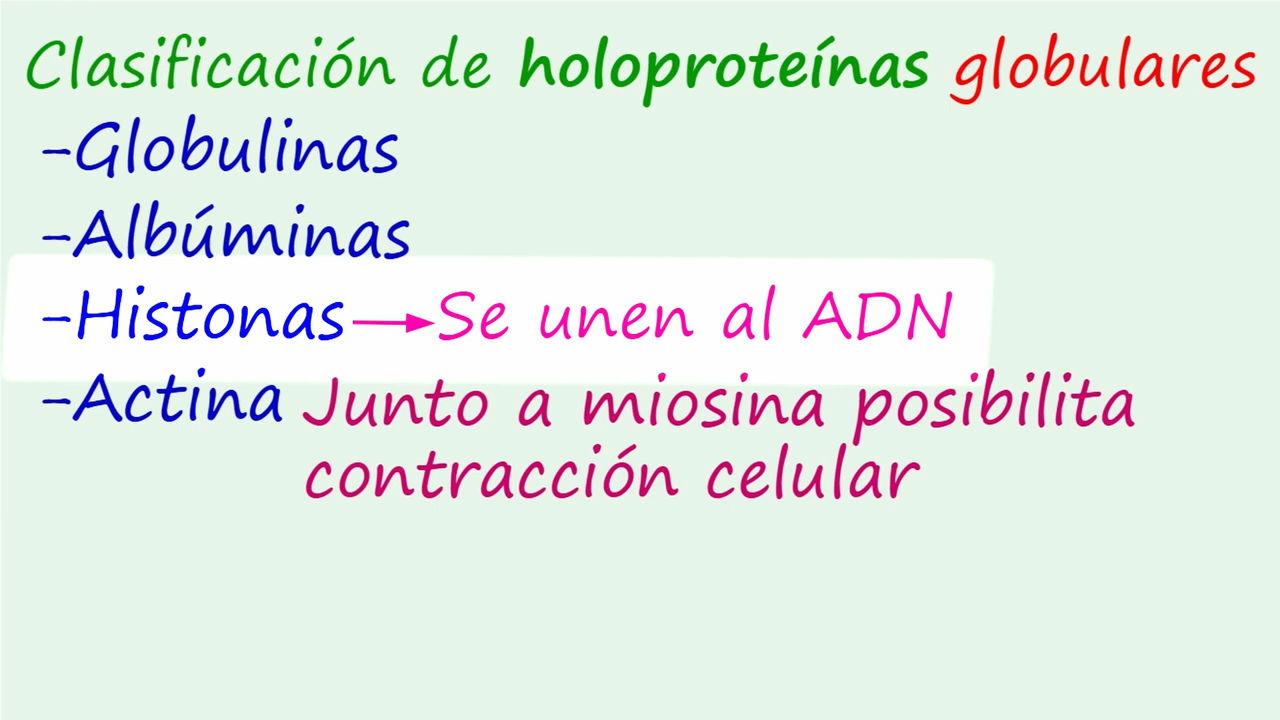 Clasificación de holoproteínas globulares
-Globulinas
-Albúminas
-Histonas → Se unen al ADN
-Actina Junto a miosina posibilita
contracción celular